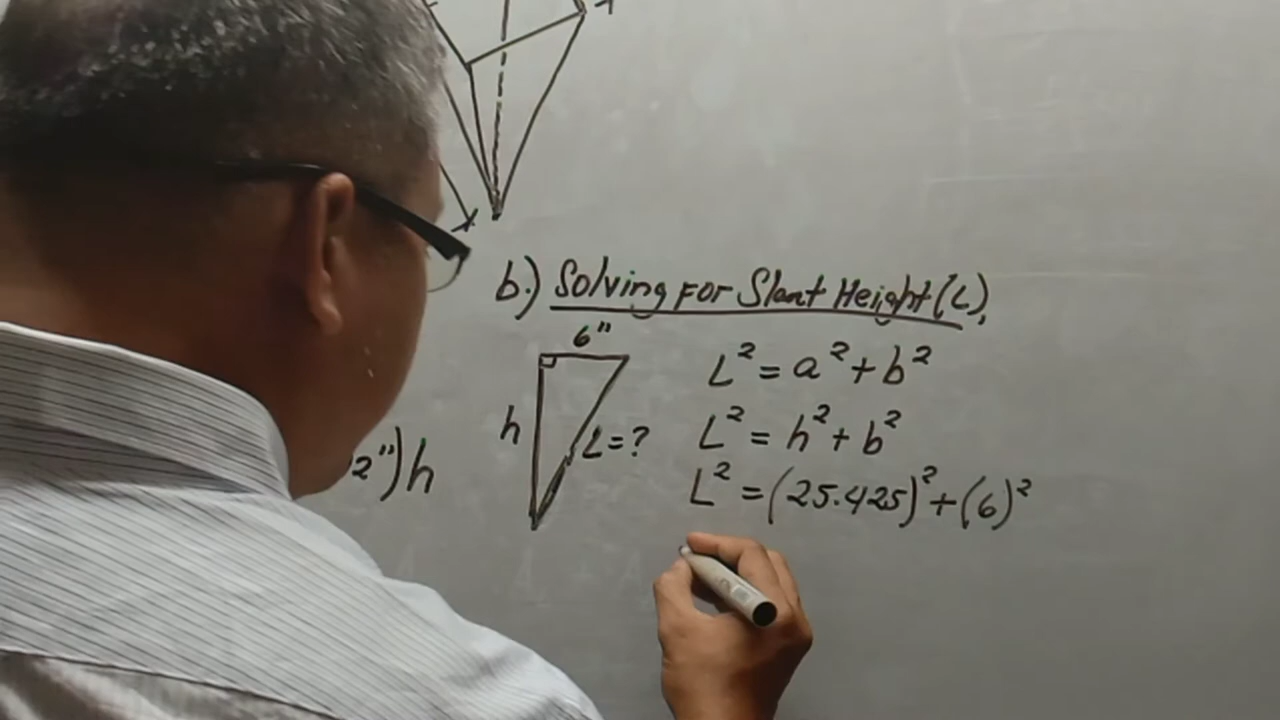 b.) Solving For Slant Height (L),
6"
L² = a² + b²
h
L = ?
L² = h² + b²
2") h
L² = (25.425)² + (6)²